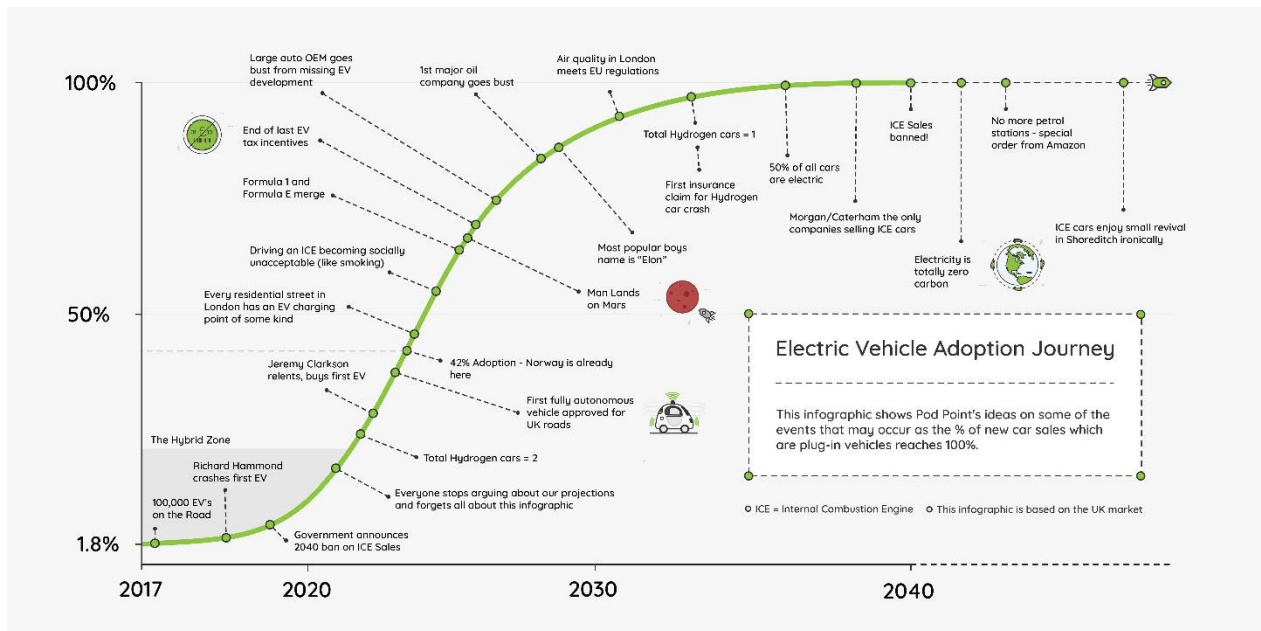 Large auto OEM goes
bust from missing EV
development
1st major oil
company goes bust
Air quality in London
meets EU regulations
100%
End of last EV
tax incentives
Total Hydrogen cars = 1
ICE Sales
banned!
No more petrol
stations - special
order from Amazon
Formula 1 and
Formula E merge
First insurance
claim for Hydrogen
car crash
50% of all cars
are electric
Morgan/Caterham the only
companies selling ICE cars
ICE cars enjoy small revival
in Shoreditch ironically
Driving an ICE becoming socially
unacceptable (like smoking)
Most popular boys
name is "Elon"
Electricity is
totally zero
carbon
Every residential street in
London has an EV charging
point of some kind
Man Lands
on Mars
50%
Jeremy Clarkson
relents, buys first EV
42% Adoption - Norway is already
here
Electric Vehicle Adoption Journey
First fully autonomous
vehicle approved for
UK roads
This infographic shows Pod Point's ideas on some of the
events that may occur as the % of new car sales which
are plug-in vehicles reaches 100%.
The Hybrid Zone
Richard Hammond
crashes first EV
Total Hydrogen cars = 2
100,000 EV's
on the Road
Everyone stops arguing about our projections
and forgets all about this infographic
ICE = Internal Combustion Engine
This infographic is based on the UK market
Government announces
2040 ban on ICE Sales
1.8%
2017
2020
2030
2040